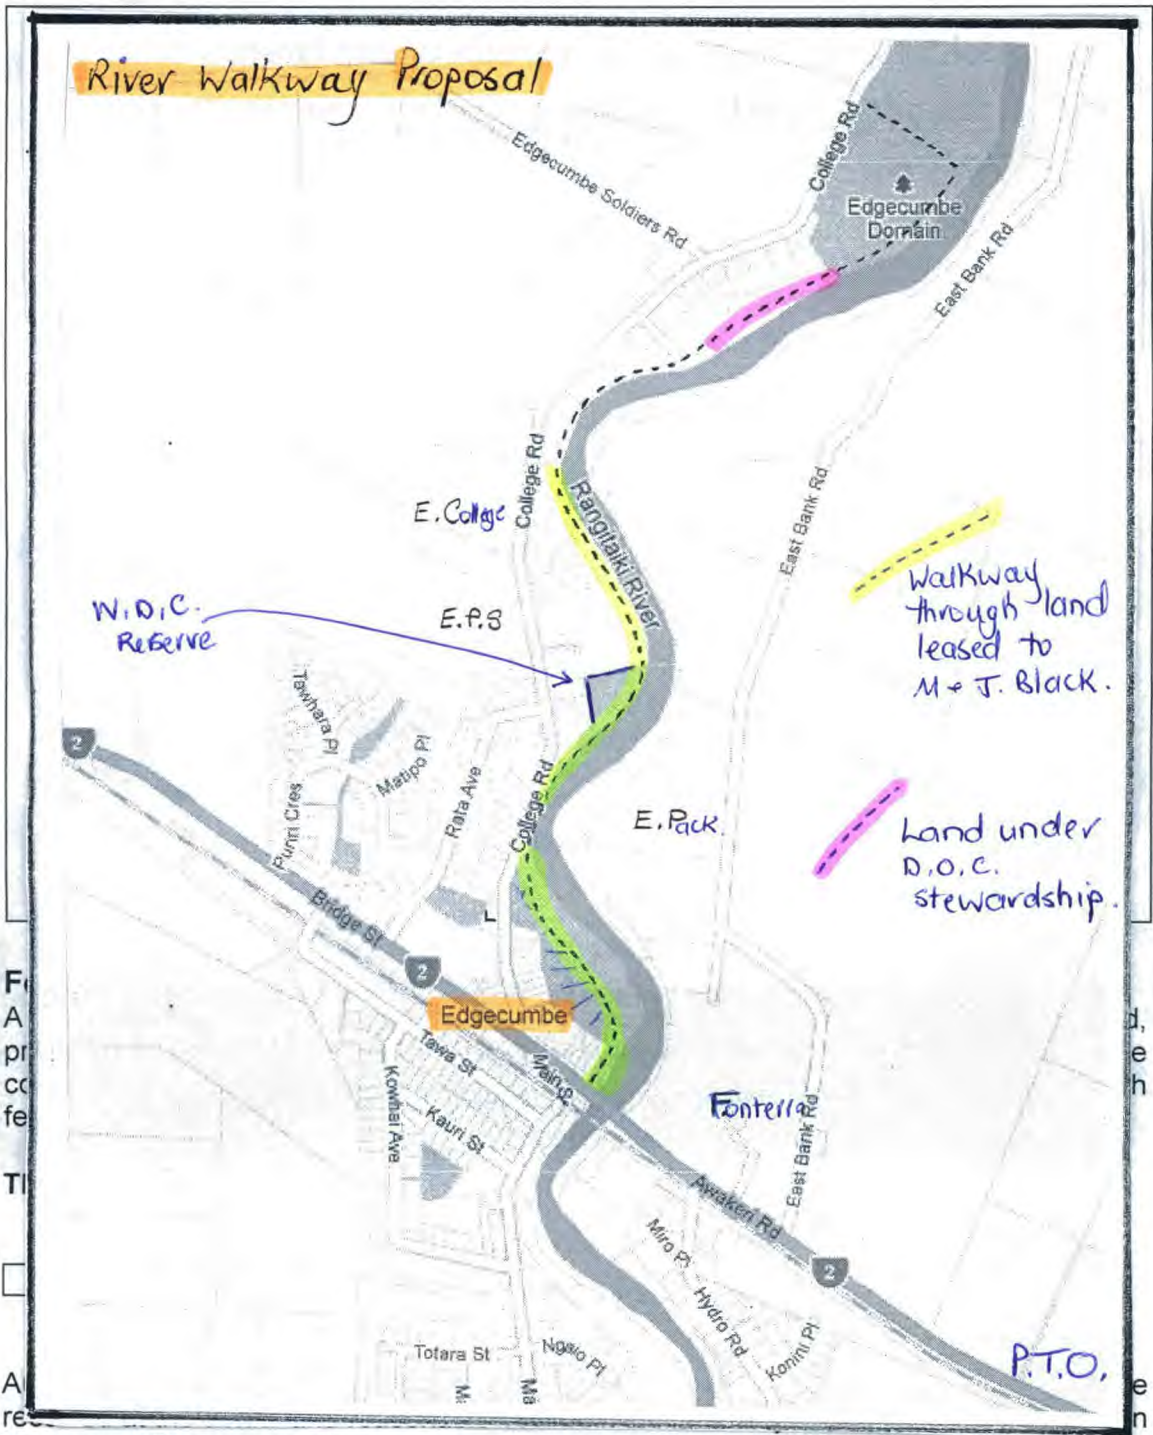 River Walkway Proposal
College Rd
Edgecumbe Soldiers Rd
Edgecumbe
Domain
East Bank Rd
College Rd
E. College
Rangitaiki River
East Bank Rd
Walkway
through land
leased to
M + J. Black.
W.D.C.
Reserve
E.P.S
Tawhara Pl
2
Matipo Pl
Rata Ave
College Rd
Puriri Cres
E. Pack.
Land under
D.O.C.
stewardship.
Bridge St
2
Edgecumbe
Tawa St
Main S
Kowhai Ave
Kauri St
Fonterra
East Bank Rd
Awakeri Rd
Miro Pl
2
Hydro Rd
Konini Pl
Totara St
Ngaio Pl
Ma
P.T.O.